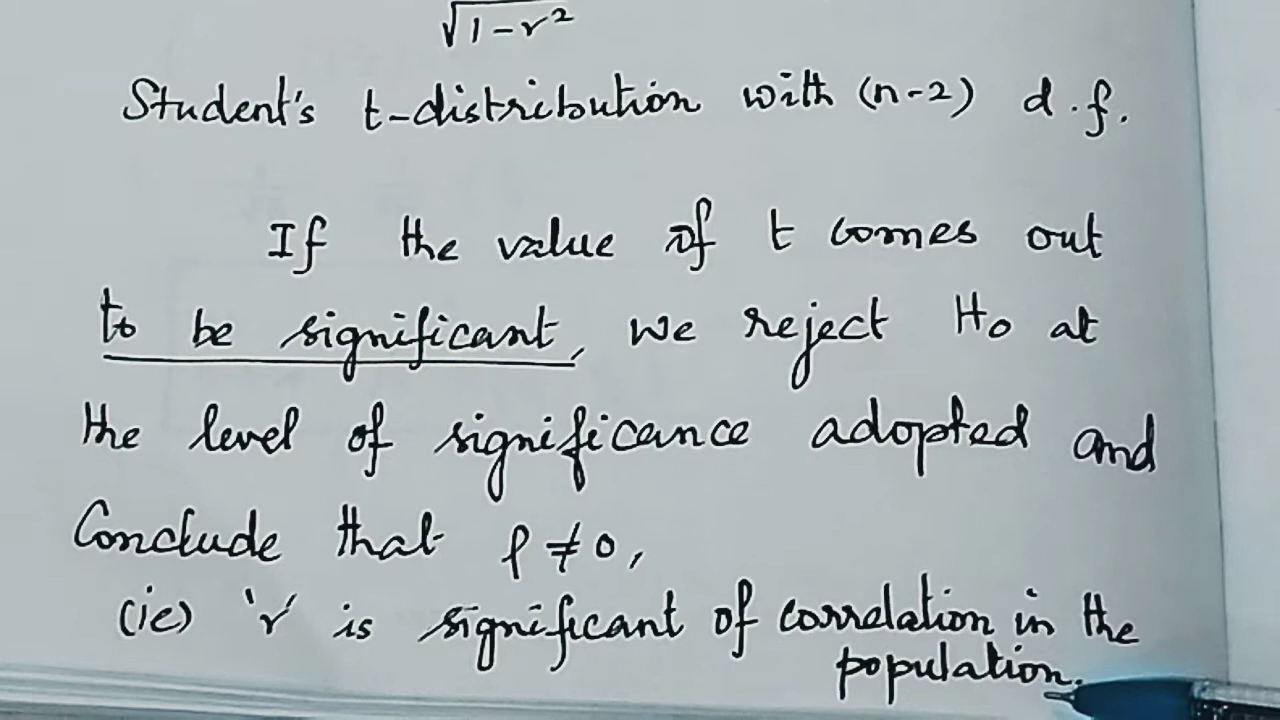 √1-r²
Student's t-distribution with (n-2) d.f.
If the value of t comes out
to be significant, we reject H₀ at
the level of significance adopted and
Conclude that ρ ≠ 0,
(ie) 'r' is significant of correlation in the
population.